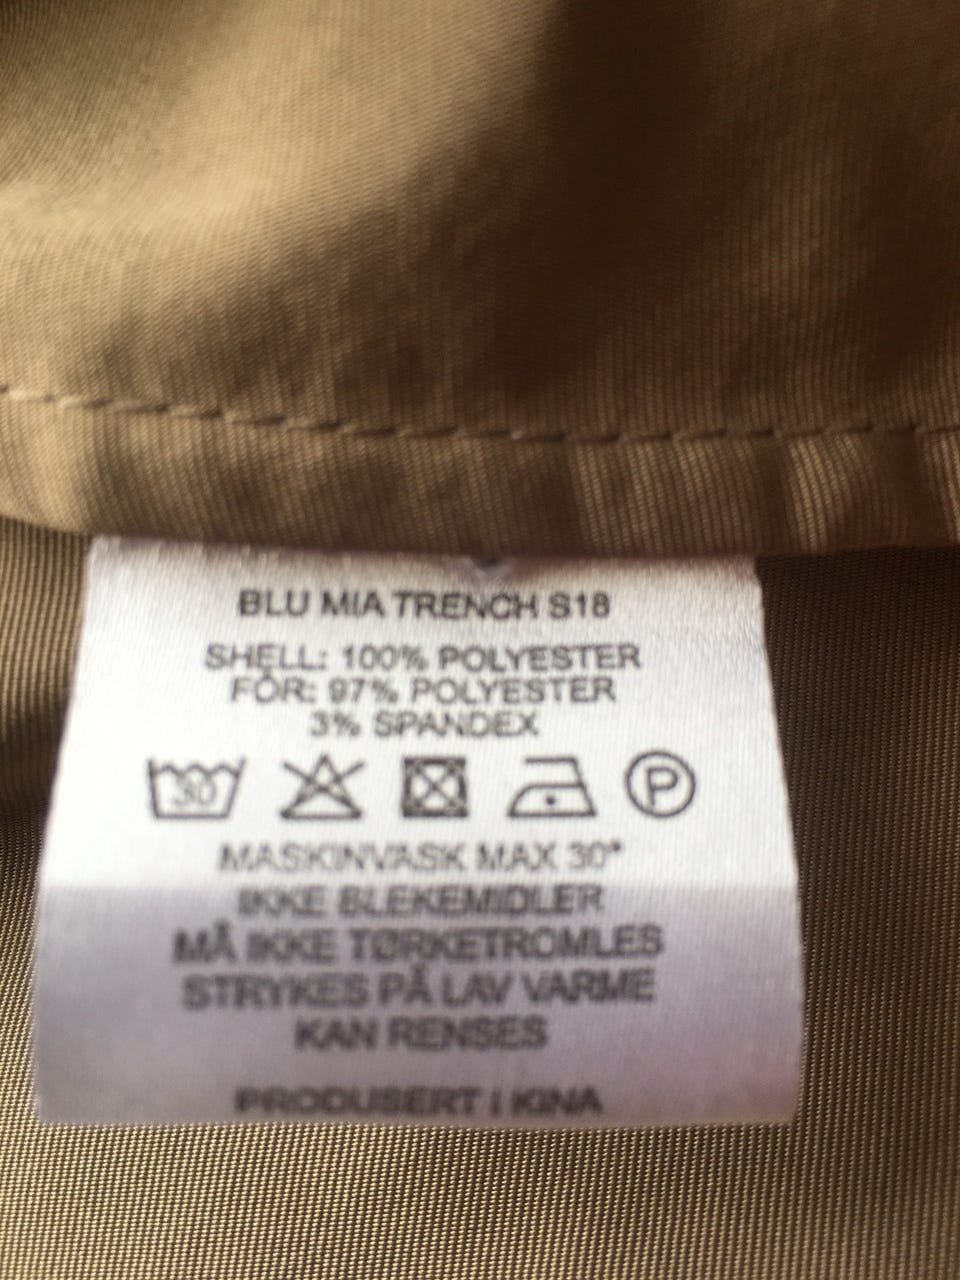 BLU MIA TRENCH S18
SHELL: 100% POLYESTER
FÔR: 97% POLYESTER
3% SPANDEX
30 P
MASKINVASK MAX 30°
IKKE BLEKEMIDLER
MÅ IKKE TØRKETROMLES
STRYKES PÅ LAV VARME
KAN RENSES
PRODUSERT I KINA